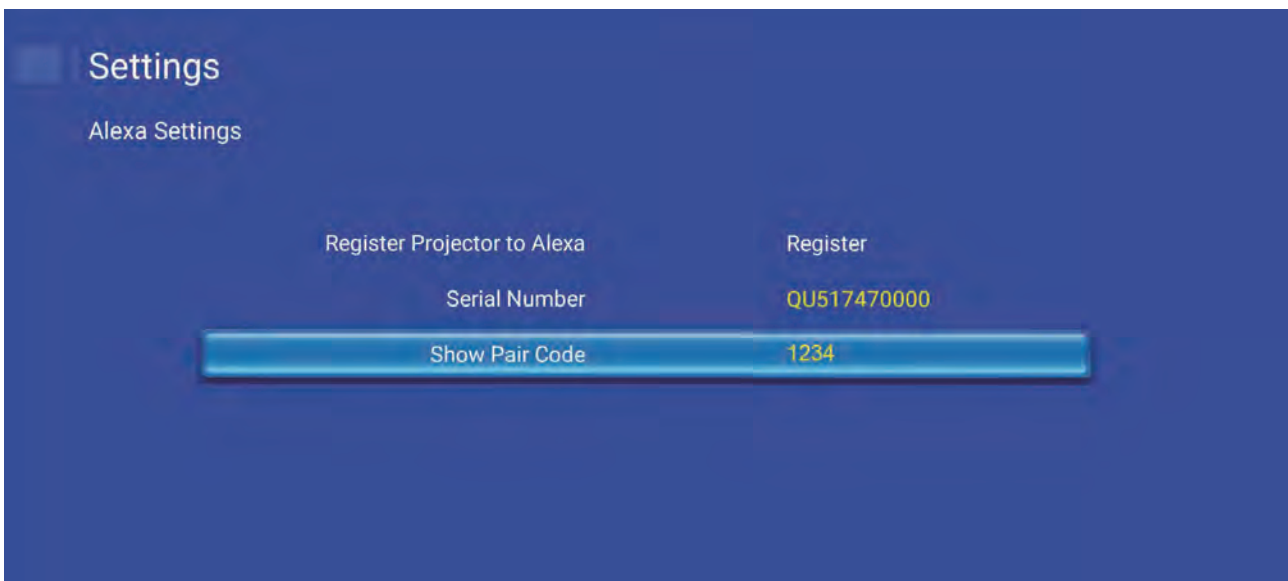 Settings
Alexa Settings
Register Projector to Alexa Register
Serial Number QU517470000
Show Pair Code 1234